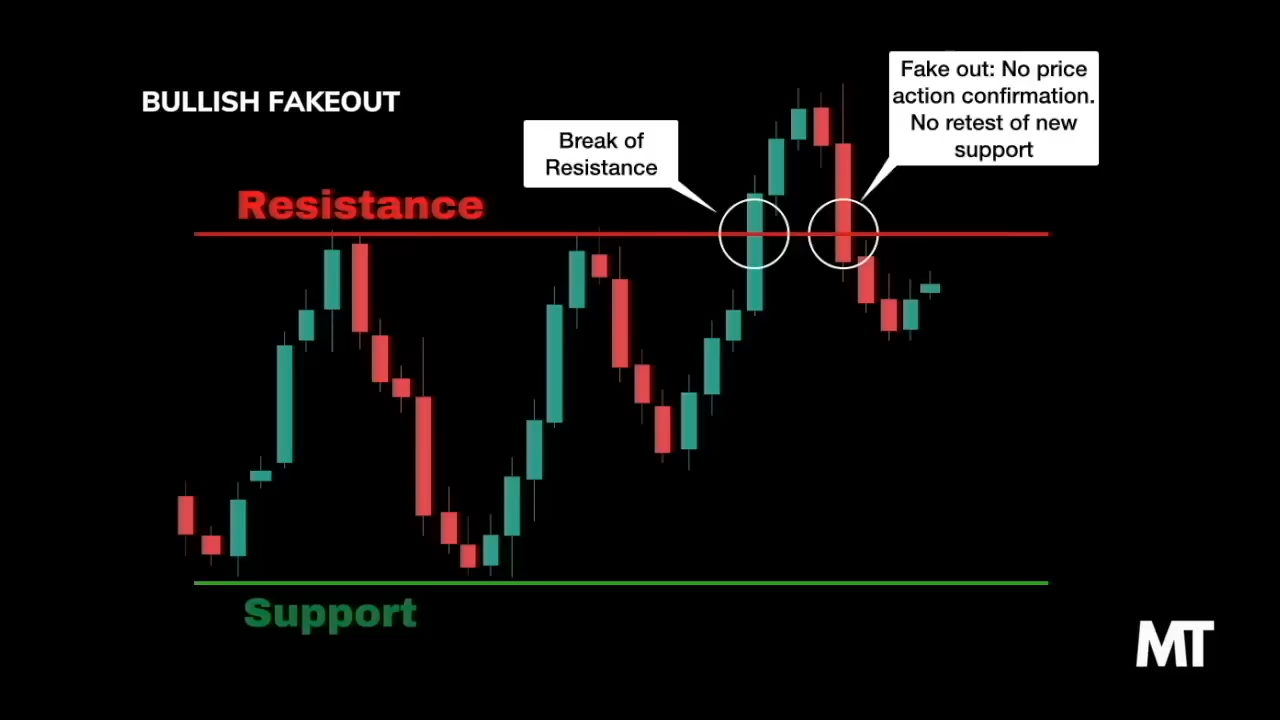 BULLISH FAKEOUT
Break of
Resistance
Fake out: No price
action confirmation.
No retest of new
support
Resistance
Support
MT